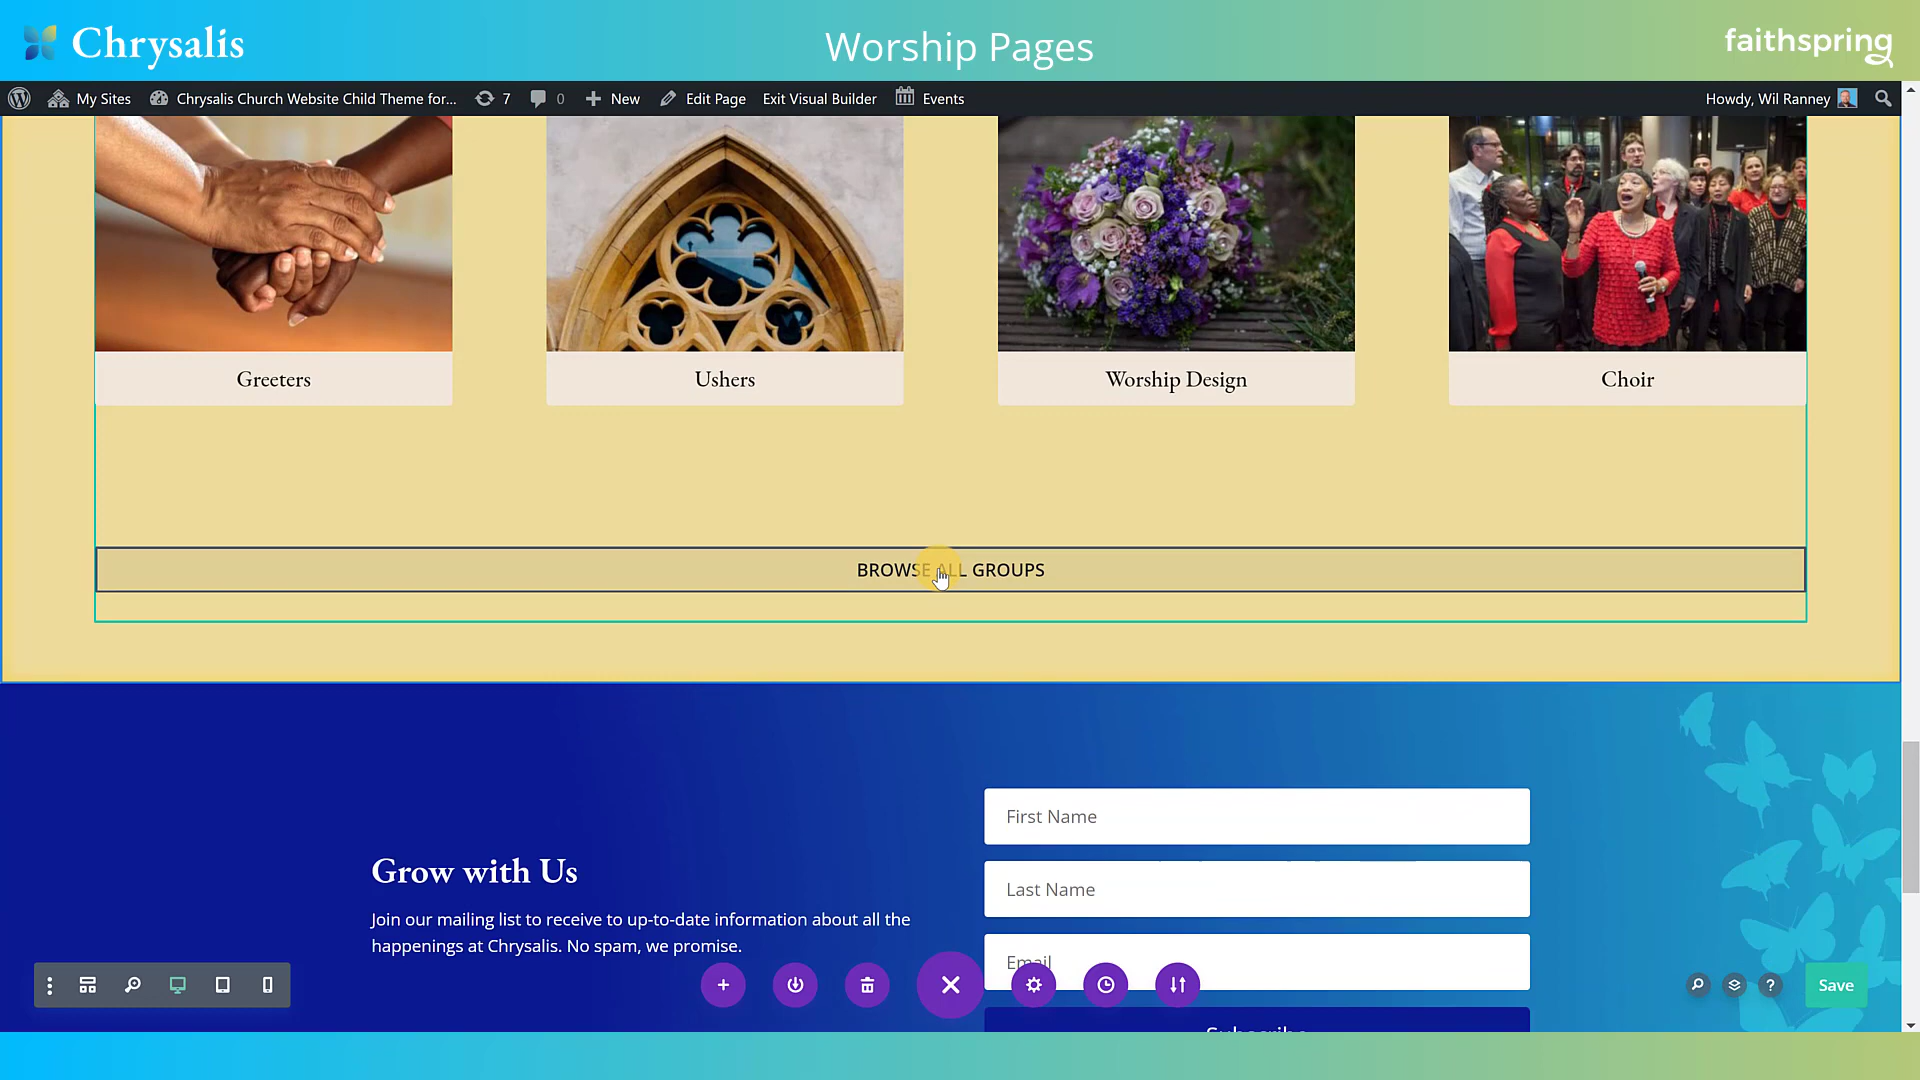 Chrysalis
Worship Pages
faithspring
My Sites
Chrysalis Church Website Child Theme for...
7
0
New
Edit Page
Exit Visual Builder
Events
Howdy, Wil Ranney
Greeters
Ushers
Worship Design
Choir
BROWSE ALL GROUPS
Grow with Us
Join our mailing list to receive to up-to-date information about all the
happenings at Chrysalis. No spam, we promise.
First Name
Last Name
Email
Subscribe
?
Save